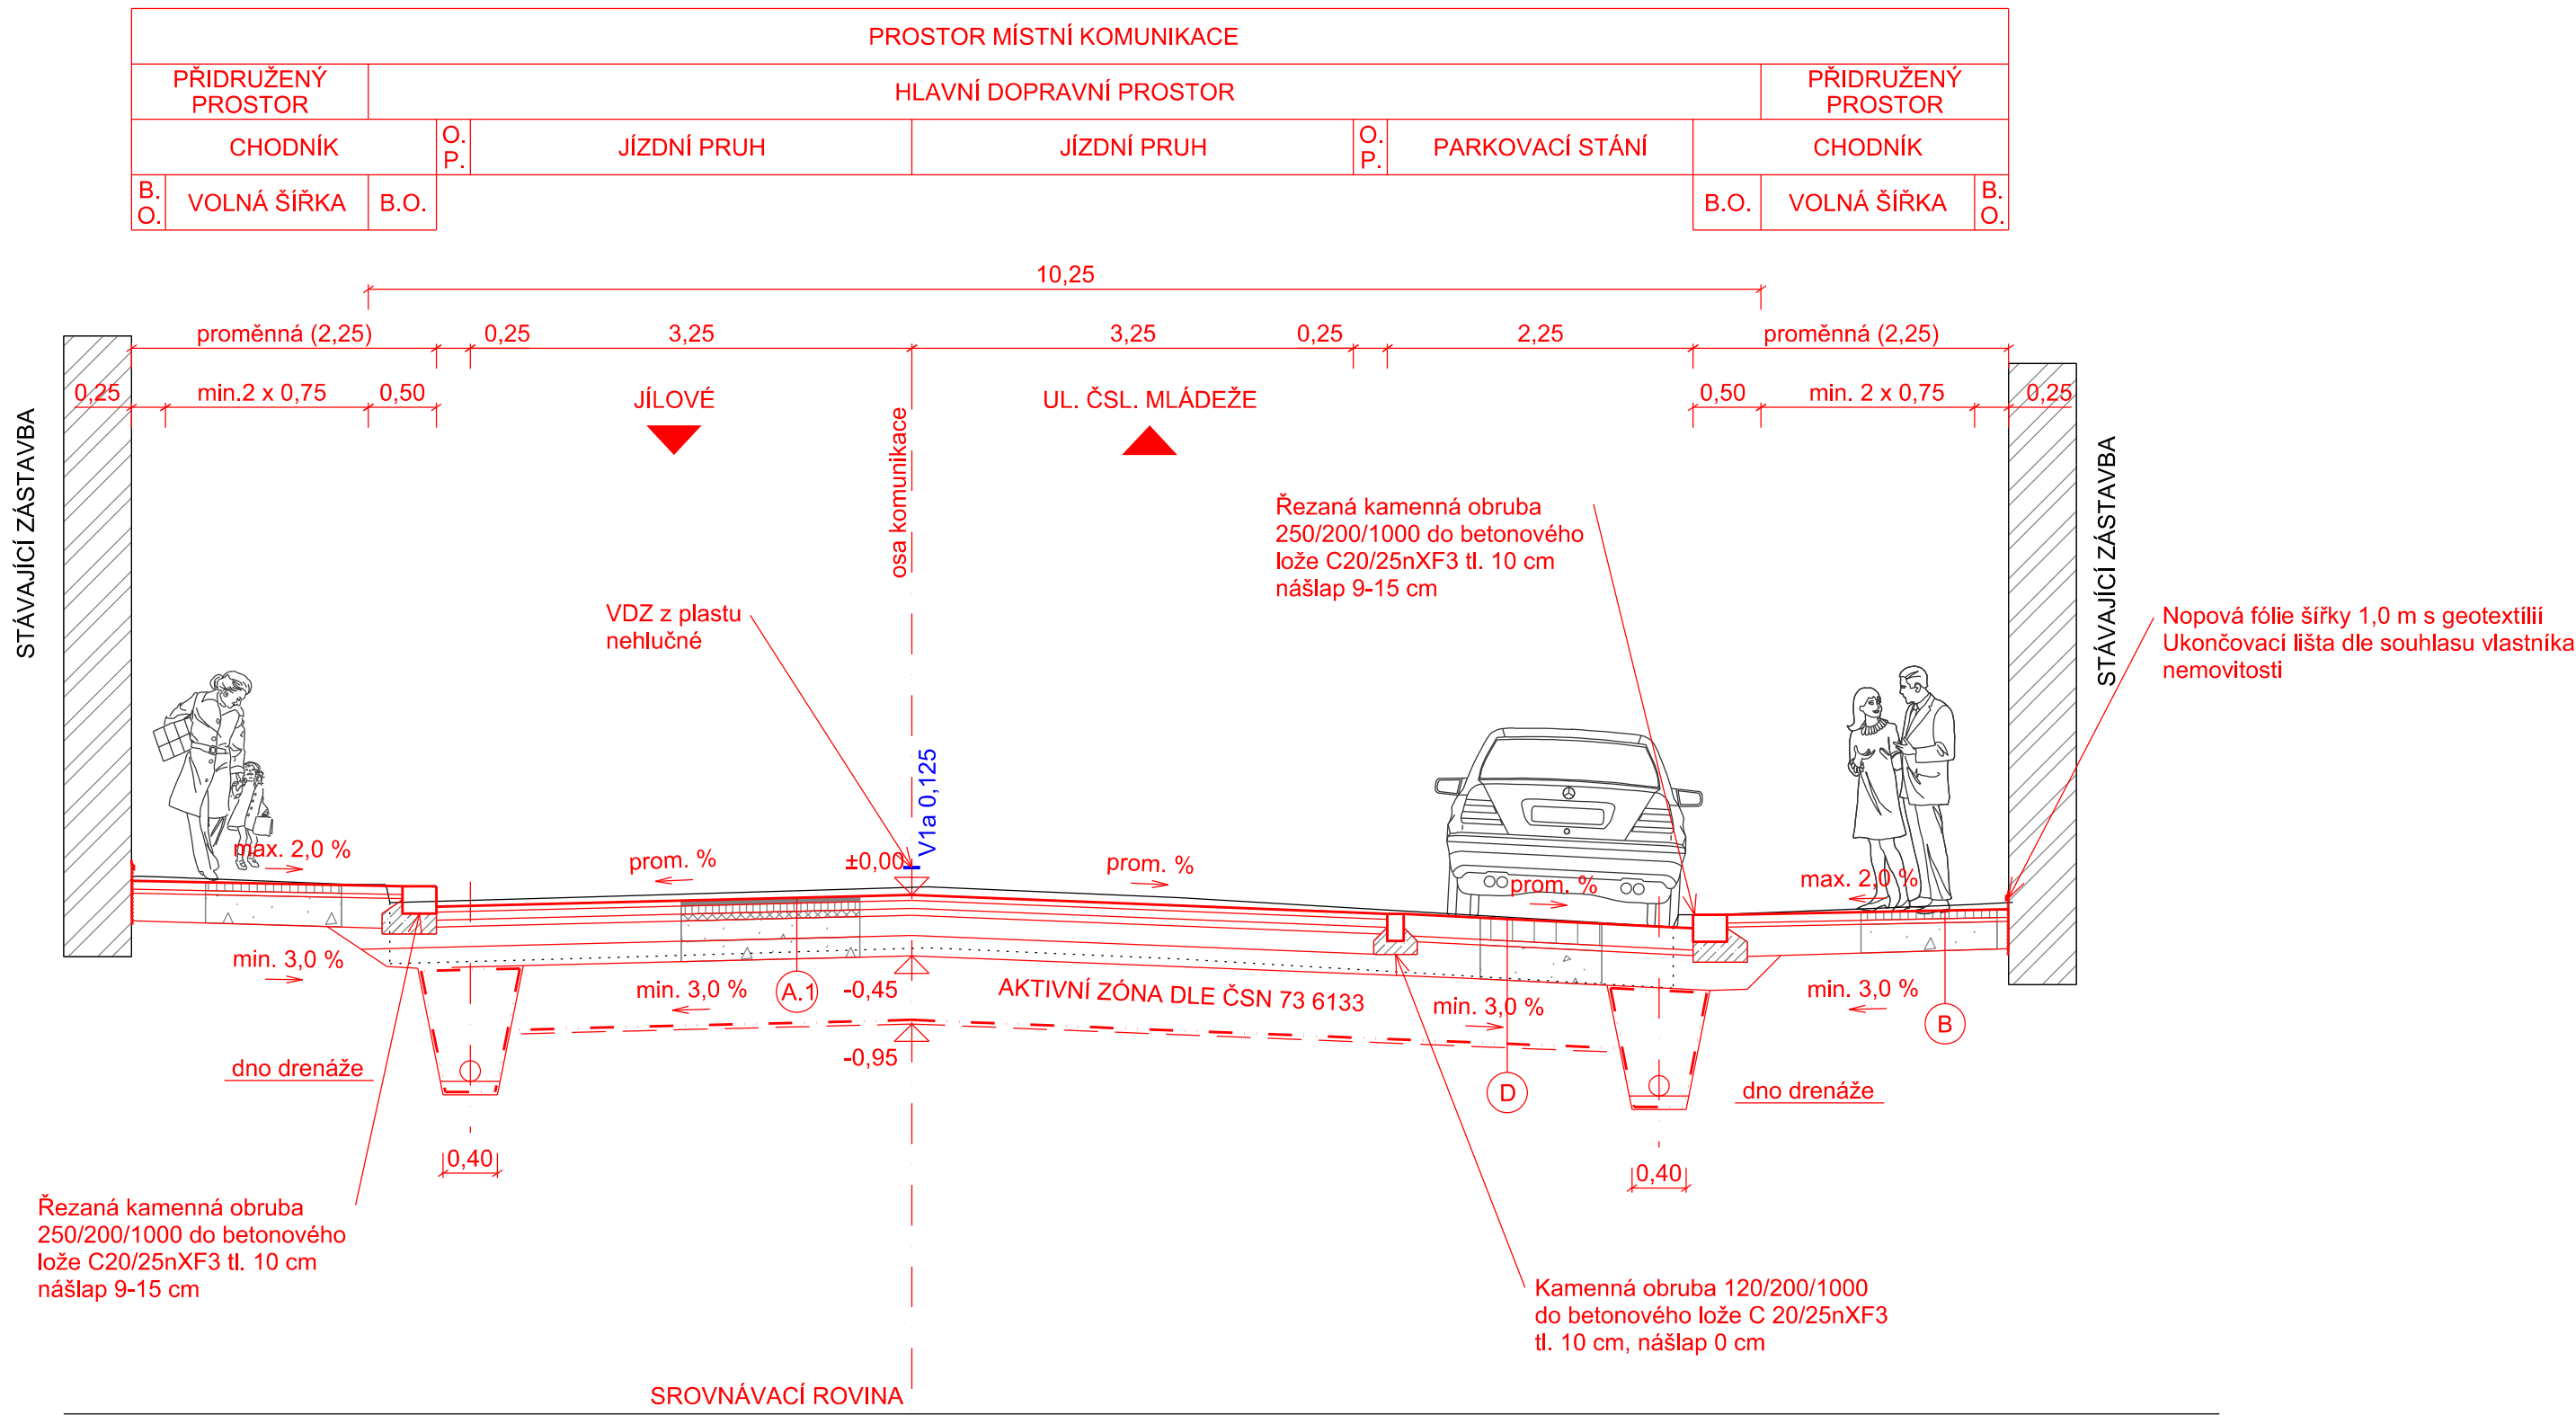 PROSTOR MÍSTNÍ KOMUNIKACE
PŘIDRUŽENÝ
PROSTOR
HLAVNÍ DOPRAVNÍ PROSTOR
PŘIDRUŽENÝ
PROSTOR
CHODNÍK
O.
P.
JÍZDNÍ PRUH
JÍZDNÍ PRUH
O.
P.
PARKOVACÍ STÁNÍ
CHODNÍK
B.
O.
VOLNÁ ŠÍŘKA
B.O.
B.O.
VOLNÁ ŠÍŘKA
B.
O.
10,25
proměnná (2,25)
0,25
3,25
3,25
0,25
2,25
proměnná (2,25)
0,25
min.2 x 0,75
0,50
JÍLOVÉ
UL. ČSL. MLÁDEŽE
0,50
min. 2 x 0,75
0,25
STÁVAJÍCÍ ZÁSTAVBA
osa komunikace
STÁVAJÍCÍ ZÁSTAVBA
Řezaná kamenná obruba
250/200/1000 do betonového
lože C20/25nXF3 tl. 10 cm
nášlap 9-15 cm
VDZ z plastu
nehlučné
Nopová fólie šířky 1,0 m s geotextílií
Ukončovací lišta dle souhlasu vlastníka
nemovitosti
V1a 0,125
max. 2,0 %
prom. %
±0,00
prom. %
prom. %
max. 2,0 %
min. 3,0 %
min. 3,0 %
A.1
-0,45
AKTIVNÍ ZÓNA DLE ČSN 73 6133
min. 3,0 %
min. 3,0 %
B
-0,95
dno drenáže
D
dno drenáže
0,40
0,40
Řezaná kamenná obruba
250/200/1000 do betonového
lože C20/25nXF3 tl. 10 cm
nášlap 9-15 cm
Kamenná obruba 120/200/1000
do betonového lože C 20/25nXF3
tl. 10 cm, nášlap 0 cm
SROVNÁVACÍ ROVINA